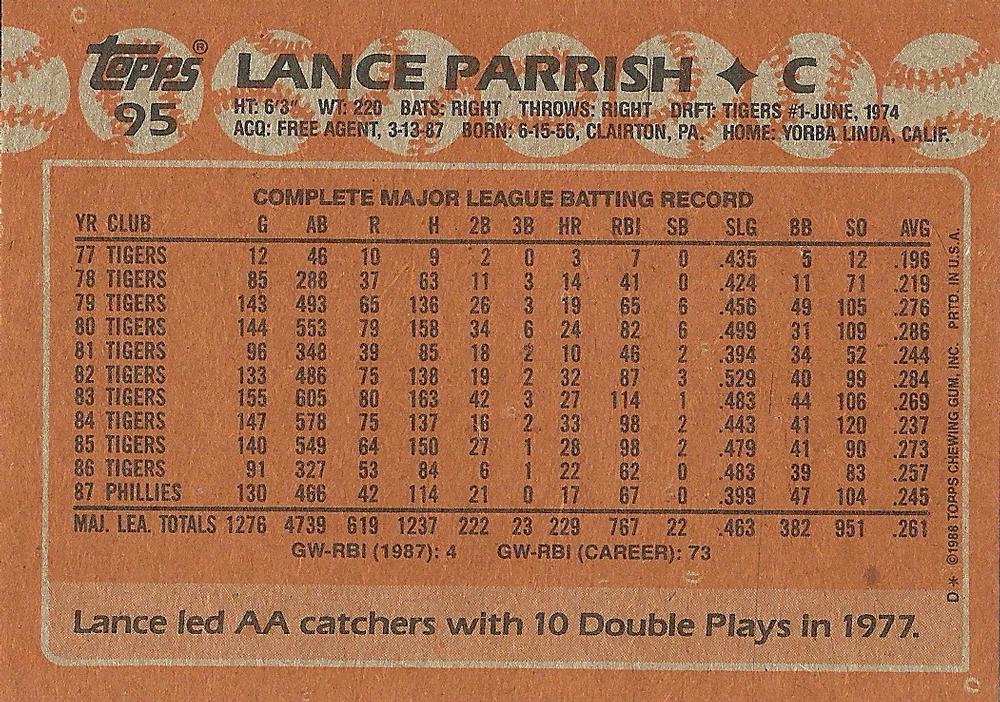 topps® LANCE PARRISH ✦ C
95
HT: 6'3" WT: 220 BATS: RIGHT THROWS: RIGHT DRFT: TIGERS #1-JUNE, 1974
ACQ: FREE AGENT, 3-13-87 BORN: 6-15-56, CLAIRTON, PA. HOME: YORBA LINDA, CALIF.
COMPLETE MAJOR LEAGUE BATTING RECORD
YR CLUB G AB R H 2B 3B HR RBI SB SLG BB SO AVG
77 TIGERS 12 46 10 9 2 0 3 7 0 .435 5 12 .196
78 TIGERS 85 288 37 63 11 3 14 41 0 .424 11 71 .219
79 TIGERS 143 493 65 136 26 3 19 65 6 .456 49 105 .276
80 TIGERS 144 553 79 158 34 6 24 82 6 .499 31 109 .286
81 TIGERS 96 348 39 85 18 2 10 46 2 .394 34 52 .244
82 TIGERS 133 486 75 138 19 2 32 87 3 .529 40 99 .284
83 TIGERS 155 605 80 163 42 3 27 114 1 .483 44 106 .269
84 TIGERS 147 578 75 137 16 2 33 98 2 .443 41 120 .237
85 TIGERS 140 549 64 150 27 1 28 98 2 .479 41 90 .273
86 TIGERS 91 327 53 84 6 1 22 62 0 .483 39 83 .257
87 PHILLIES 130 466 42 114 21 0 17 67 0 .399 47 104 .245
MAJ. LEA. TOTALS 1276 4739 619 1237 222 23 229 767 22 .463 382 951 .261
GW-RBI (1987): 4 GW-RBI (CAREER): 73
D* ©1988 TOPPS CHEWING GUM, INC. PRTD. IN U.S.A.
Lance led AA catchers with 10 Double Plays in 1977.